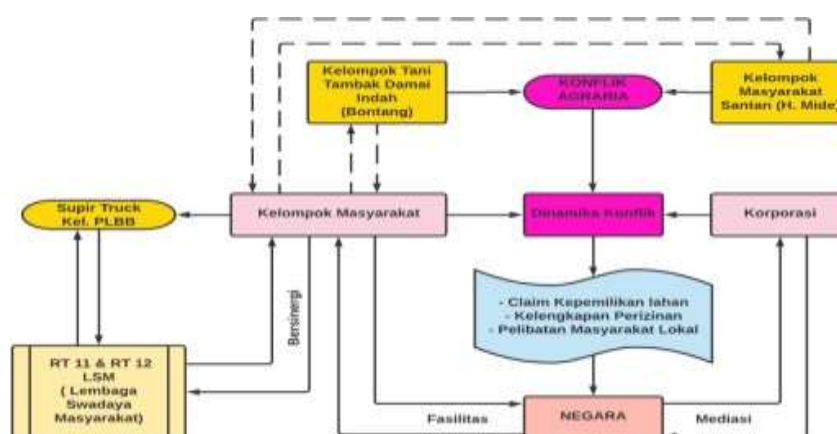 Kelompok Tani
Tambak Damai
Indah
(Bontang)
KONFLIK
AGRARIA
Kelompok
Masyarakat
Santan (H. Mide)
Supir Truck
Kel. PLBB
Kelompok Masyarakat
Dinamika Konflik
Korporasi
Bersinergi
- Claim Kepemilikan lahan
- Kelengkapan Perizinan
- Pelibatan Masyarakat Lokal
RT 11 & RT 12
LSM
( Lembaga
Swadaya
Masyarakat)
Fasilitas
NEGARA
Mediasi